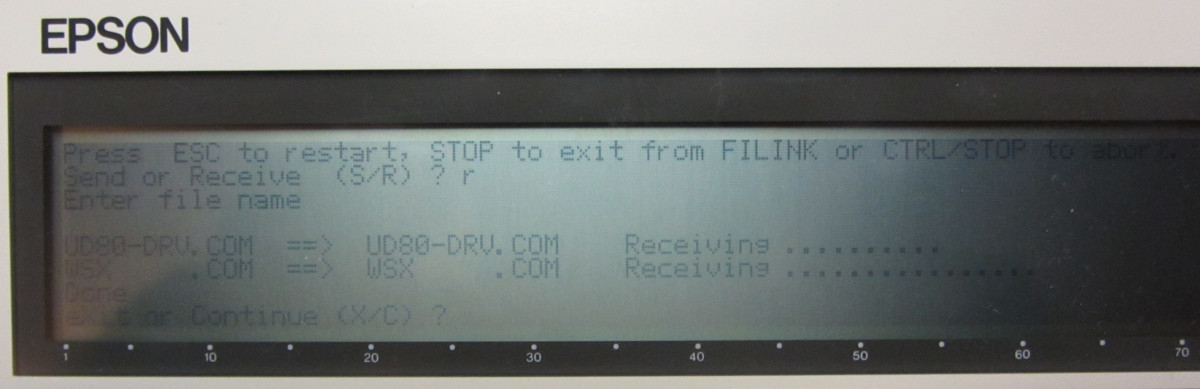 EPSON
Press ESC to restart, STOP to exit from FILINK or CTRL/STOP to abort.
Send or Receive (S/R) ? r
Enter file name
UD80-DRV.COM ==> UD80-DRV.COM Receiving ..........
WSX .COM ==> WSX .COM Receiving ................
Done
exit or Continue (X/C) ?
1 10 20 30 40 50 60 70